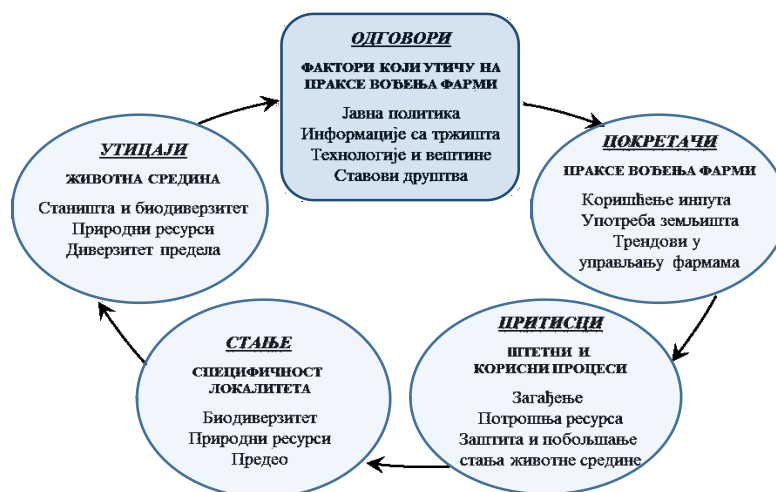 ОДГОВОРИ
ФАКТОРИ КОЈИ УТИЧУ НА
ПРАКСЕ ВОЂЕЊА ФАРМИ
Јавна политика
Информације са тржишта
Технологије и вештине
Ставови друштва
ПОКРЕТАЧИ
ПРАКСЕ ВОЂЕЊА ФАРМИ
Коришћење инпута
Употреба земљишта
Трендови у
управљању фармама
ПРИТИСЦИ
ШТЕТНИ И
КОРИСНИ ПРОЦЕСИ
Загађење
Потрошња ресурса
Заштита и побољшање
стања животне средине
СТАЊЕ
СПЕЦИФИЧНОСТ
ЛОКАЛИТЕТА
Биодиверзитет
Природни ресурси
Предео
УТИЦАЈИ
ЖИВОТНА СРЕДИНА
Станишта и биодиверзитет
Природни ресурси
Диверзитет предела